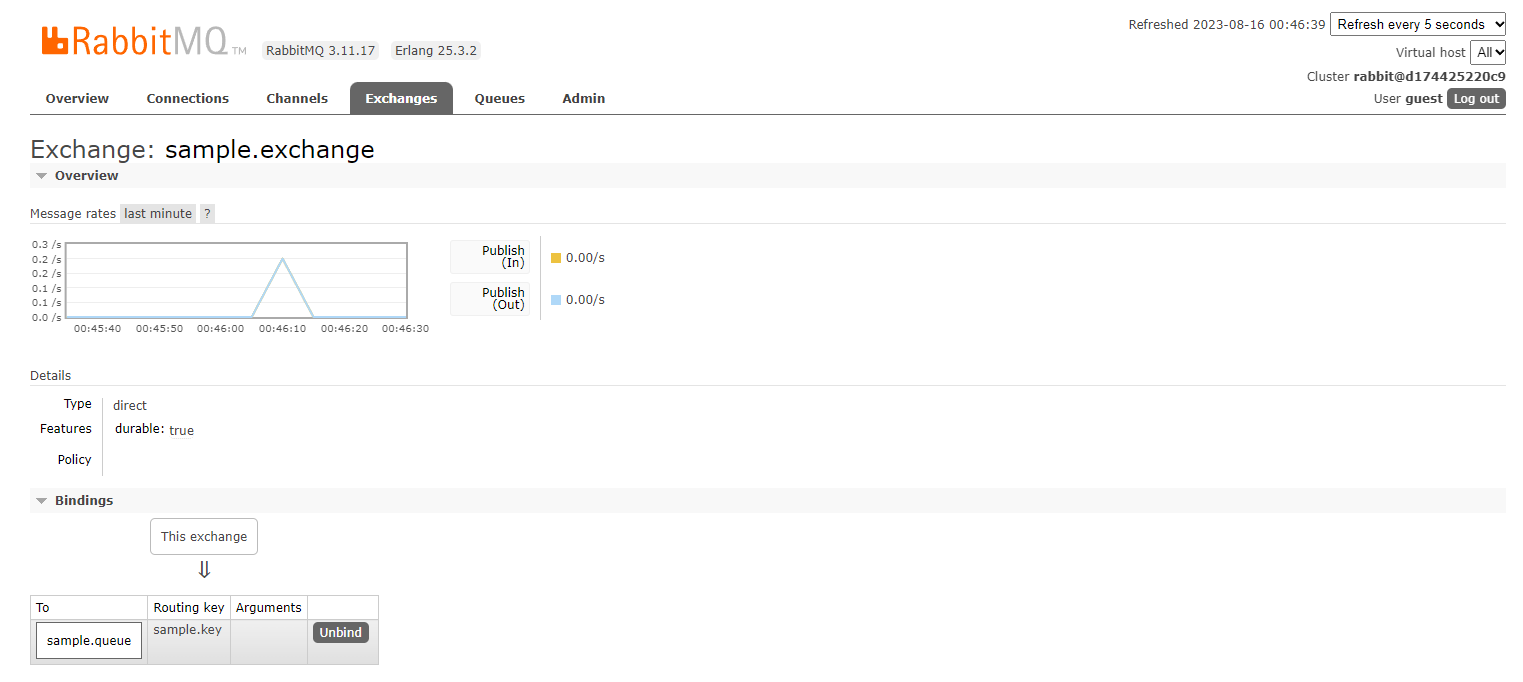 RabbitMQ TM RabbitMQ 3.11.17 Erlang 25.3.2
Refreshed 2023-08-16 00:46:39 Refresh every 5 seconds
Virtual host All
Cluster rabbit@d174425220c9
User guest Log out
Overview Connections Channels Exchanges Queues Admin
Exchange: sample.exchange
Overview
Message rates last minute ?
0.3 /s
0.2 /s
0.2 /s
0.1 /s
0.1 /s
0.0 /s
00:45:40 00:45:50 00:46:00 00:46:10 00:46:20 00:46:30
Publish
(In)
0.00/s
Publish
(Out)
0.00/s
Details
Type direct
Features durable: true
Policy
Bindings
This exchange
⇓
To Routing key Arguments
sample.queue sample.key Unbind